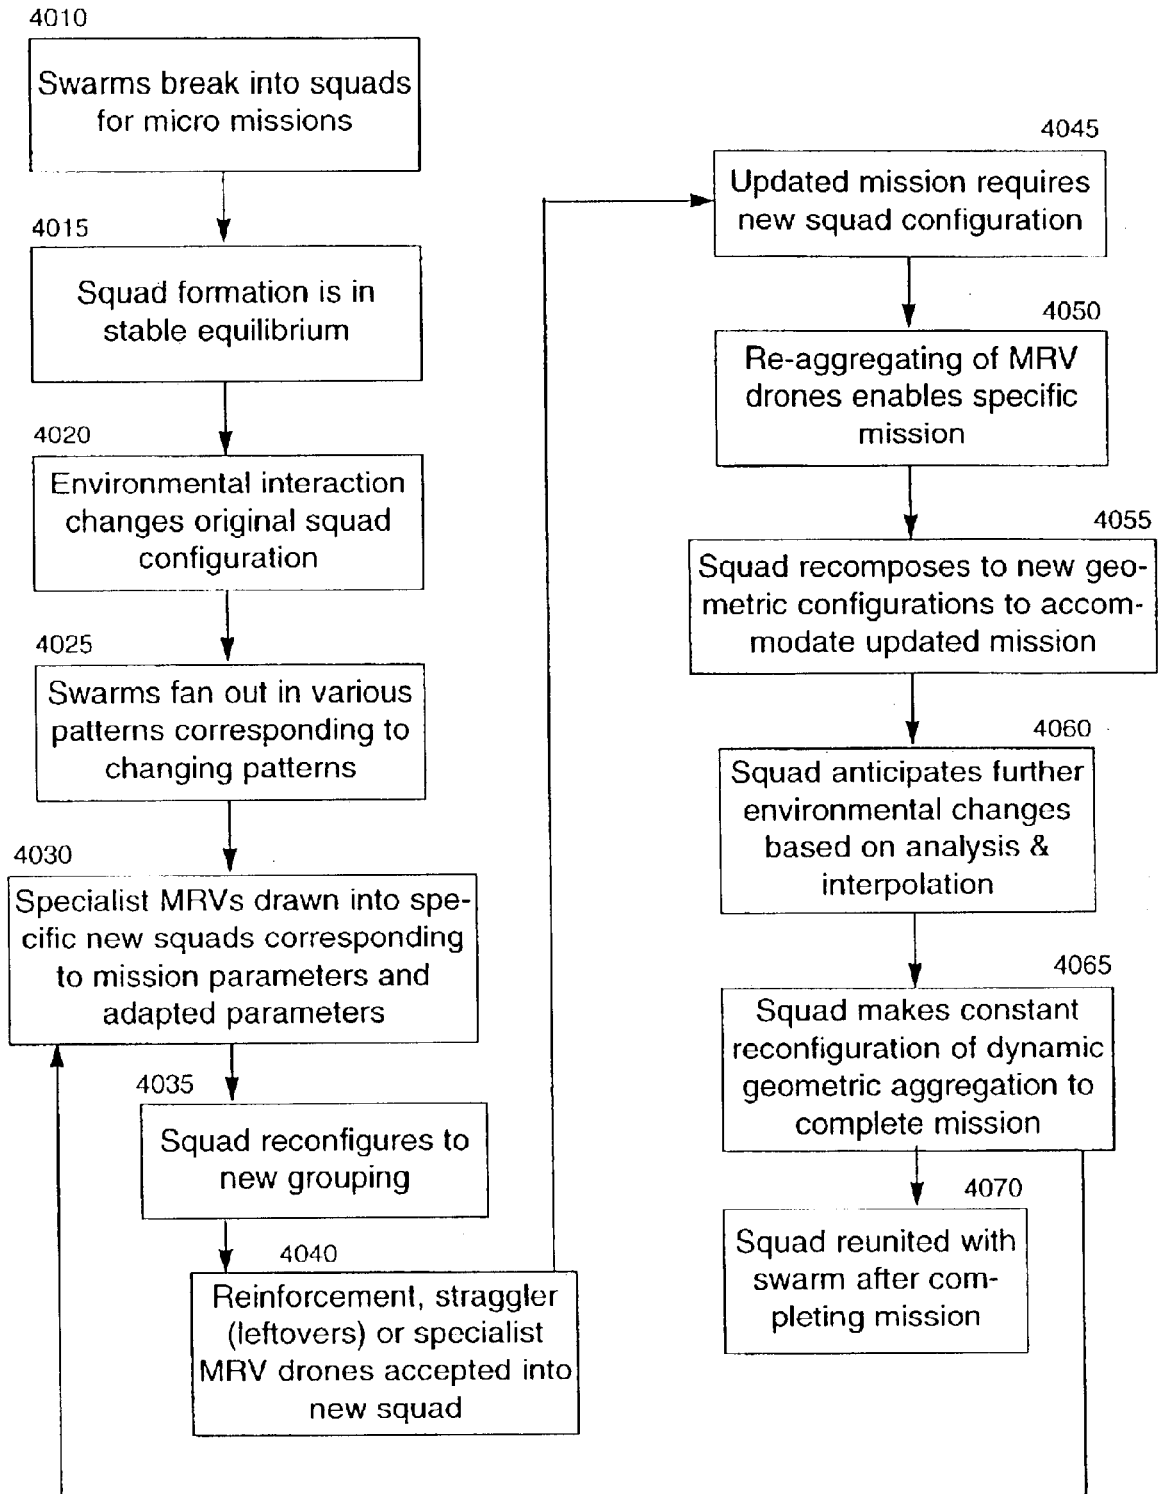 4010
Swarms break into squads
for micro missions
4015
Squad formation is in
stable equilibrium
4020
Environmental interaction
changes original squad
configuration
4025
Swarms fan out in various
patterns corresponding to
changing patterns
4030
Specialist MRVs drawn into spe-
cific new squads corresponding
to mission parameters and
adapted parameters
4035
Squad reconfigures to
new grouping
4040
Reinforcement, straggler
(leftovers) or specialist
MRV drones accepted into
new squad
4045
Updated mission requires
new squad configuration
4050
Re-aggregating of MRV
drones enables specific
mission
4055
Squad recomposes to new geo-
metric configurations to accom-
modate updated mission
4060
Squad anticipates further
environmental changes
based on analysis &
interpolation
4065
Squad makes constant
reconfiguration of dynamic
geometric aggregation to
complete mission
4070
Squad reunited with
swarm after com-
pleting mission